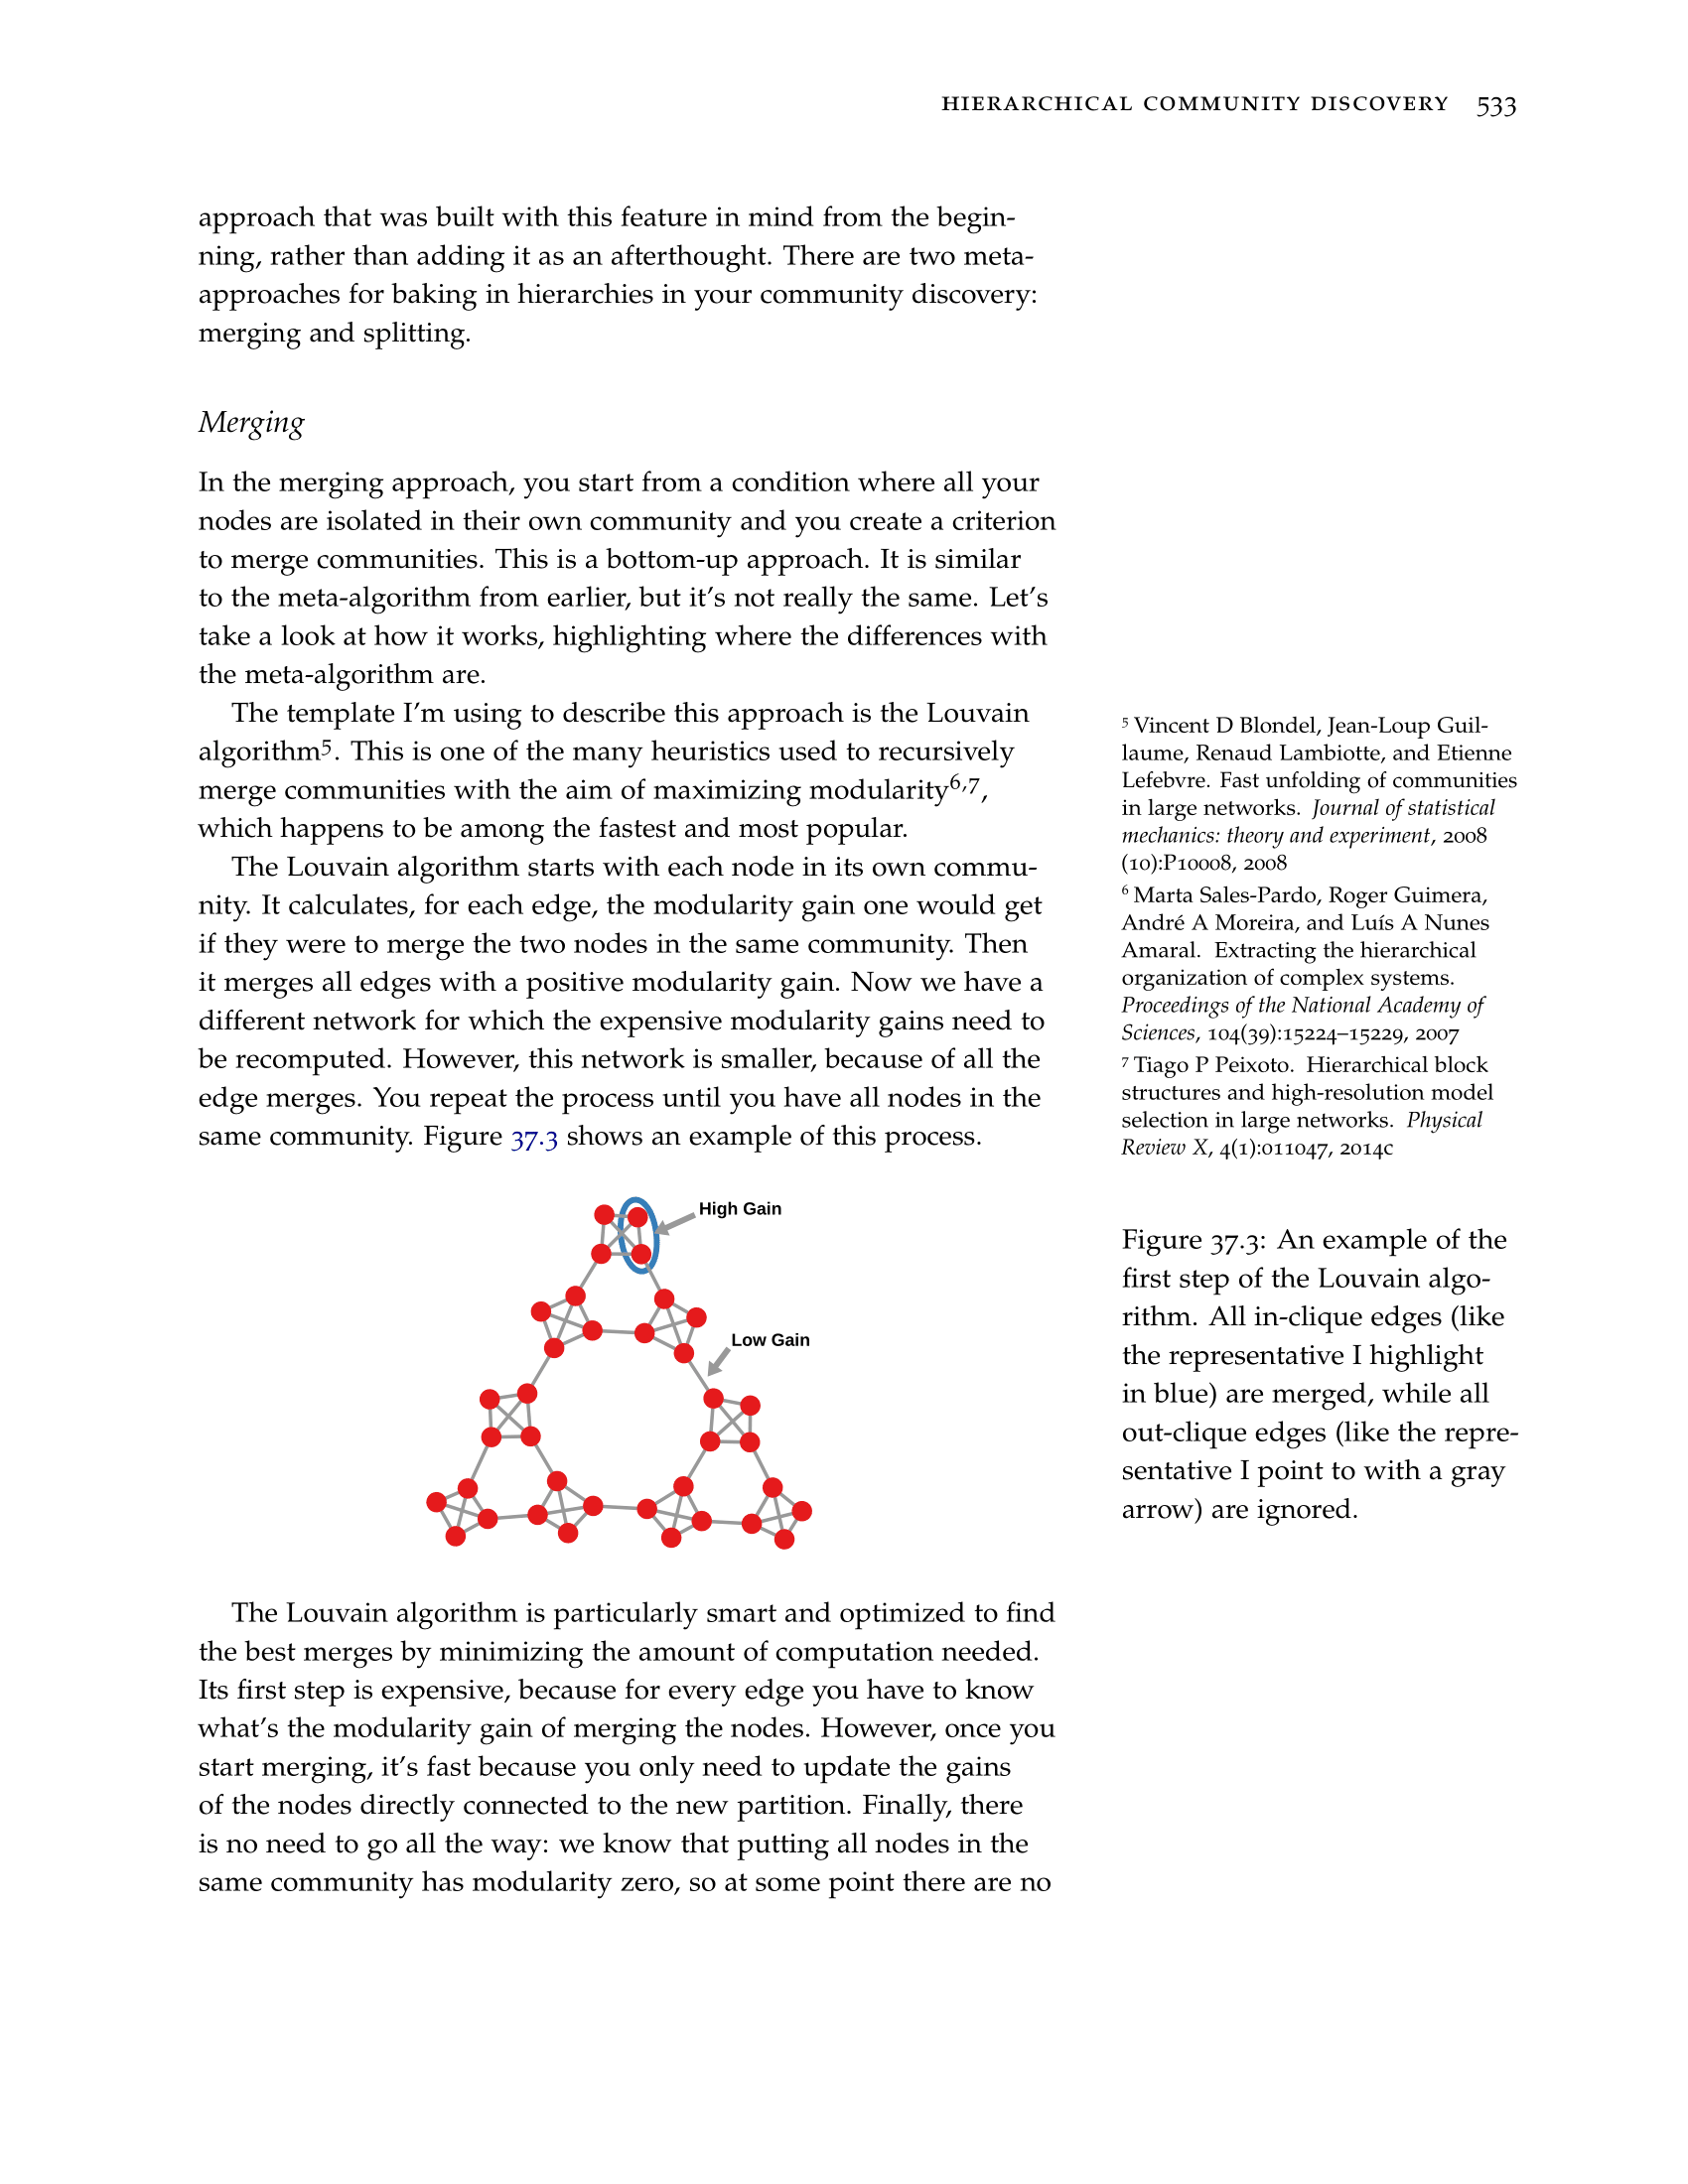 HIERARCHICAL COMMUNITY DISCOVERY 533
approach that was built with this feature in mind from the begin-
ning, rather than adding it as an afterthought. There are two meta-
approaches for baking in hierarchies in your community discovery:
merging and splitting.
Merging
In the merging approach, you start from a condition where all your
nodes are isolated in their own community and you create a criterion
to merge communities. This is a bottom-up approach. It is similar
to the meta-algorithm from earlier, but it’s not really the same. Let’s
take a look at how it works, highlighting where the differences with
the meta-algorithm are.
The template I’m using to describe this approach is the Louvain
algorithm5. This is one of the many heuristics used to recursively
merge communities with the aim of maximizing modularity6,7,
which happens to be among the fastest and most popular.
The Louvain algorithm starts with each node in its own commu-
nity. It calculates, for each edge, the modularity gain one would get
if they were to merge the two nodes in the same community. Then
it merges all edges with a positive modularity gain. Now we have a
different network for which the expensive modularity gains need to
be recomputed. However, this network is smaller, because of all the
edge merges. You repeat the process until you have all nodes in the
same community. Figure 37.3 shows an example of this process.
5 Vincent D Blondel, Jean-Loup Guil-
laume, Renaud Lambiotte, and Etienne
Lefebvre. Fast unfolding of communities
in large networks. Journal of statistical
mechanics: theory and experiment, 2008
(10):P10008, 2008
6 Marta Sales-Pardo, Roger Guimera,
André A Moreira, and Luís A Nunes
Amaral. Extracting the hierarchical
organization of complex systems.
Proceedings of the National Academy of
Sciences, 104(39):15224–15229, 2007
7 Tiago P Peixoto. Hierarchical block
structures and high-resolution model
selection in large networks. Physical
Review X, 4(1):011047, 2014c
High Gain
Low Gain
Figure 37.3: An example of the
first step of the Louvain algo-
rithm. All in-clique edges (like
the representative I highlight
in blue) are merged, while all
out-clique edges (like the repre-
sentative I point to with a gray
arrow) are ignored.
The Louvain algorithm is particularly smart and optimized to find
the best merges by minimizing the amount of computation needed.
Its first step is expensive, because for every edge you have to know
what’s the modularity gain of merging the nodes. However, once you
start merging, it’s fast because you only need to update the gains
of the nodes directly connected to the new partition. Finally, there
is no need to go all the way: we know that putting all nodes in the
same community has modularity zero, so at some point there are no